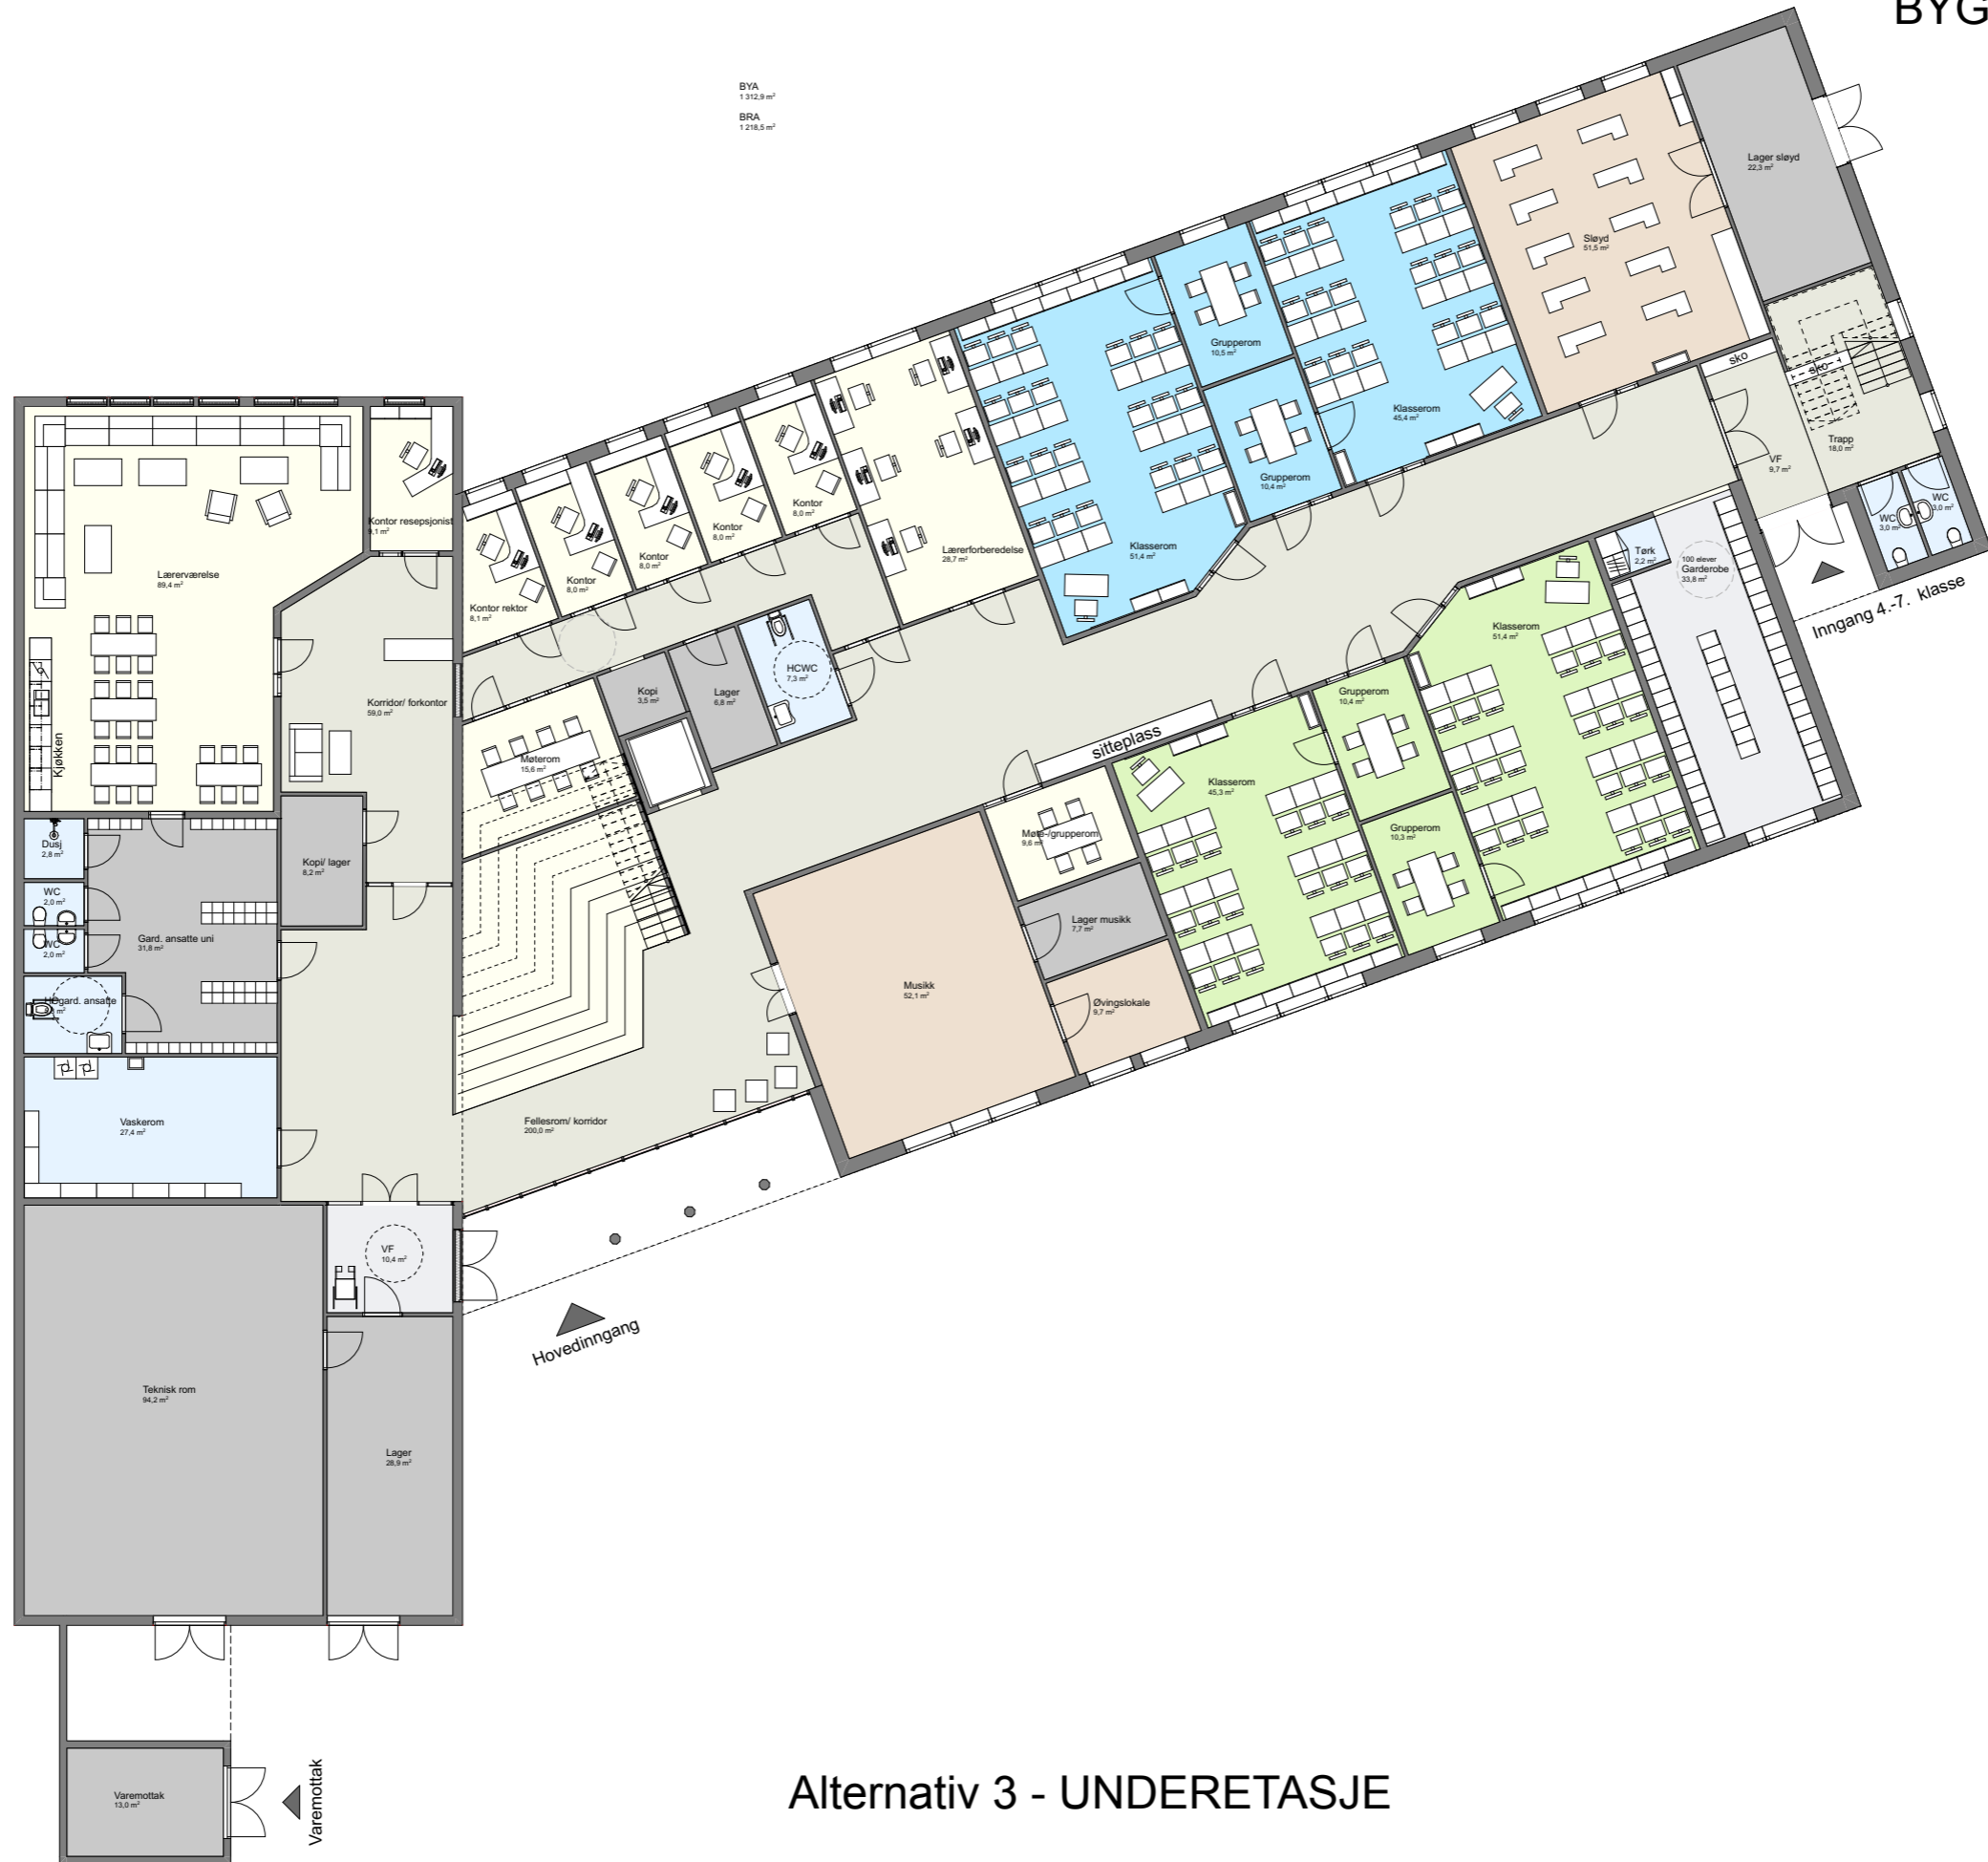 BYG
BYA
1 312,9 m²
BRA
1 218,5 m²
Lager sløyd
22,3 m²
Sløyd
51,5 m²
Grupperom
10,5 m²
Klasserom
45,4 m²
Grupperom
10,4 m²
Klasserom
51,4 m²
sko
sko
Trapp
18,0 m²
VF
9,7 m²
WC
3,0 m²
WC
3,0 m²
Inngang 4.-7. klasse
Tørk
2,2 m²
100 elever
Garderobe
33,8 m²
Lærerforberedelse
28,7 m²
Kontor
8,0 m²
Kontor
8,0 m²
Kontor
8,0 m²
Kontor
8,0 m²
Kontor rektor
8,1 m²
Kontor resepsjonist
9,1 m²
Lærerværelse
89,4 m²
Kjøkken
Korridor/ forkontor
59,0 m²
Kopi
3,5 m²
Lager
6,8 m²
HCWC
7,3 m²
Møterom
15,6 m²
sitteplass
Klasserom
51,4 m²
Grupperom
10,4 m²
Klasserom
45,3 m²
Grupperom
10,3 m²
Møte-/grupperom
9,6 m²
Lager musikk
7,7 m²
Øvingslokale
9,7 m²
Musikk
52,1 m²
Dusj
2,8 m²
WC
2,0 m²
WC
2,0 m²
Kopi/ lager
8,2 m²
Gard. ansatte uni
31,8 m²
HCgard. ansatte
Vaskerom
27,4 m²
Fellesrom/ korridor
200,0 m²
VF
10,4 m²
Hovedinngang
Teknisk rom
94,2 m²
Lager
28,9 m²
Varemottak
13,0 m²
Varemottak
Alternativ 3 - UNDERETASJE